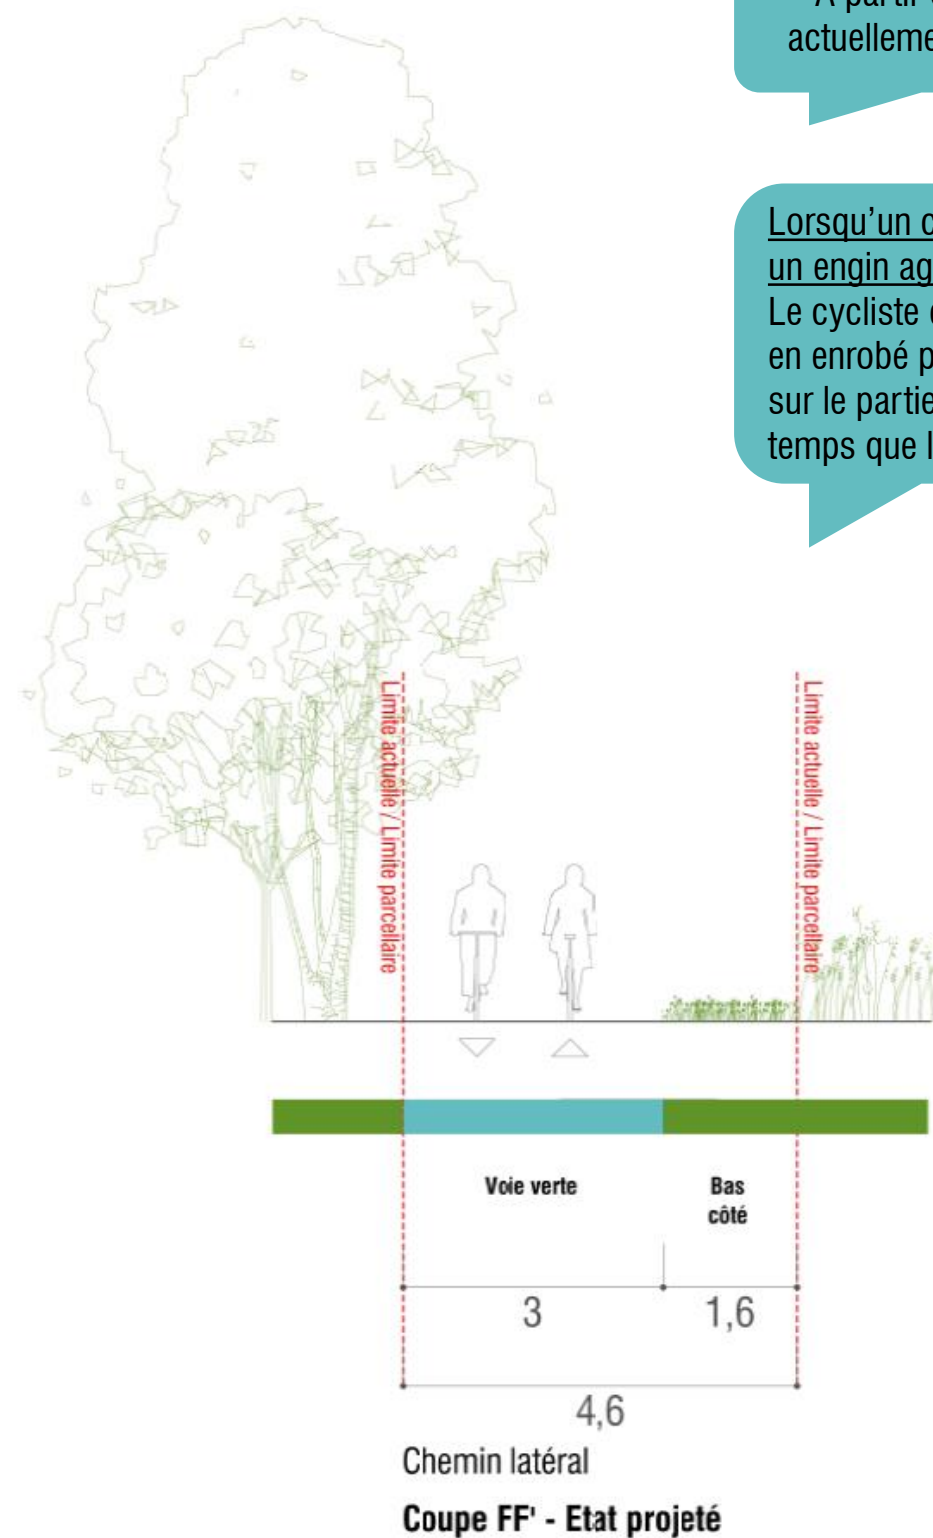 A partir
actuelleme
Lorsqu'un c
un engin ag
Le cycliste
en enrobé p
sur le partie
temps que l
Limite actuelle / Limite parcellaire
Limite actuelle / Limite parcellaire
Voie verte
Bas
côté
3
1,6
4,6
Chemin latéral
Coupe FF' - Etat projeté